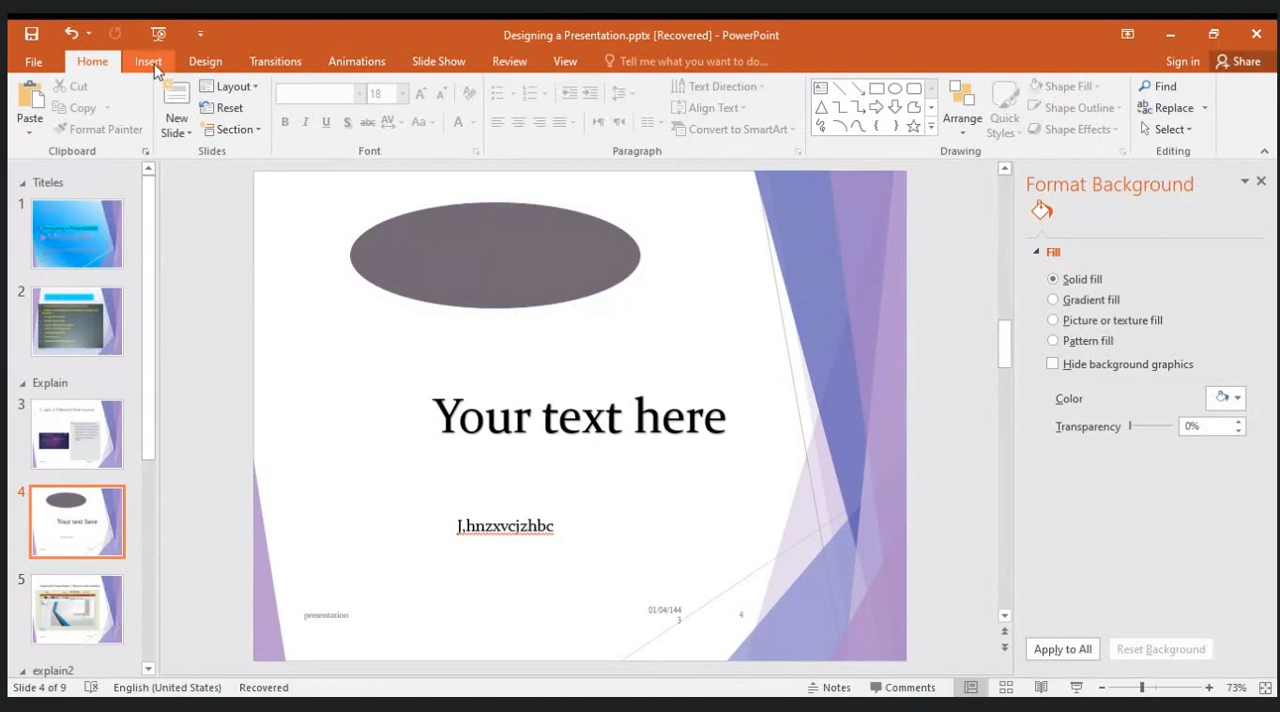 Designing a Presentation.pptx [Recovered] - PowerPoint
File Home Insert Design Transitions Animations Slide Show Review View Tell me what you want to do... Sign in Share
Paste
Cut
Copy
Format Painter
Clipboard
New Slide
Layout
Reset
Section
Slides
18
B I U S abc AV Aa A
Font
Text Direction
Align Text
Convert to SmartArt
Paragraph
Arrange
Quick Styles
Shape Fill
Shape Outline
Shape Effects
Drawing
Find
Replace
Select
Editing
Titeles
1
2
Explain
3
4
Your text here
5
explain2
Your text here
J,hnzxvcjzhbc
presentation
01/04/144
3
4
Format Background
Fill
Solid fill
Gradient fill
Picture or texture fill
Pattern fill
Hide background graphics
Color
Transparency 0%
Apply to All Reset Background
Slide 4 of 9 English (United States) Recovered Notes Comments 73%